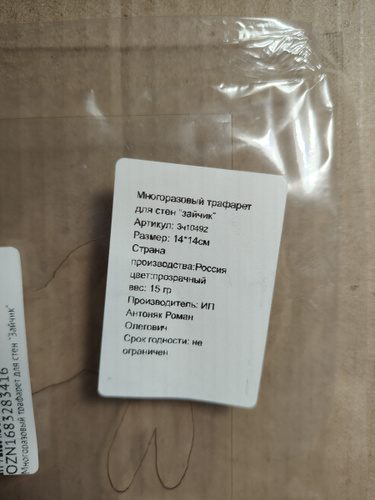 Многоразовый трафарет
для стен "зайчик"
Артикул: Зч10492
Размер: 14*14см
Страна
производства:Россия
цвет:прозрачный
вес: 15 гр
Производитель: ИП
Антоняк Роман
Олегович
Срок годности: не
ограничен
OZN1683283416
Многоразовый трафарет для стен "Зайчик"